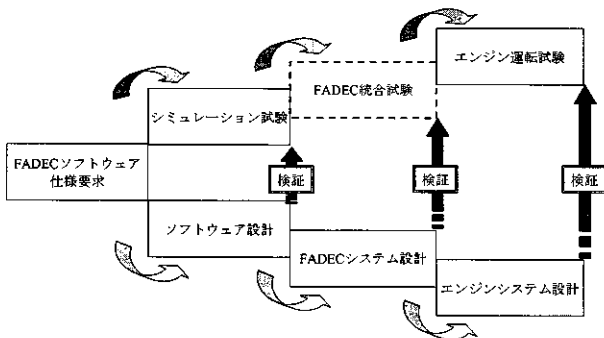 エンジン運転試験
FADEC統合試験
シミュレーション試験
FADECソフトウェア
仕様要求
検証
検証
検証
ソフトウェア設計
FADECシステム設計
エンジンシステム設計